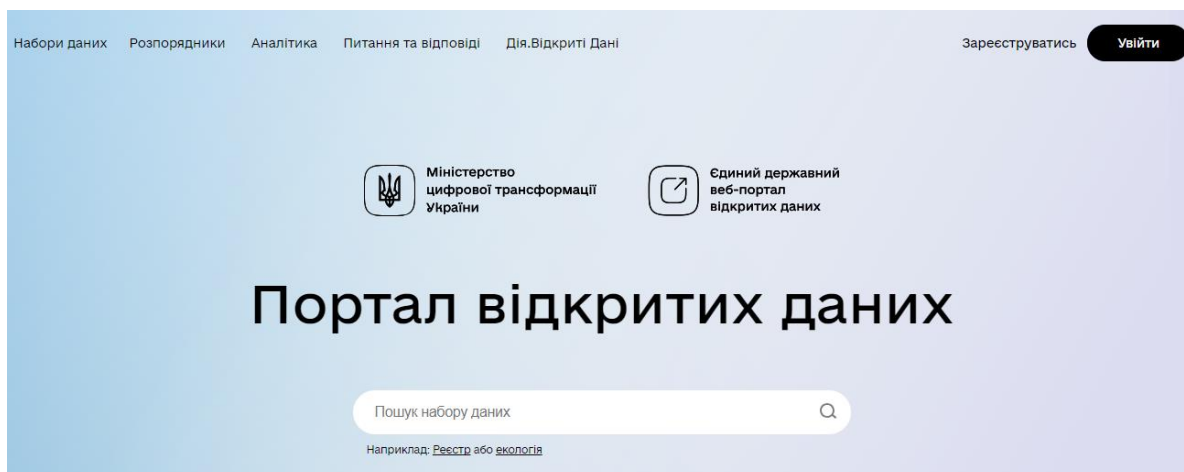 Набори даних Розпорядники Аналітика Питання та відповіді Дія.Відкриті Дані Зареєструватись Увійти
Міністерство
цифрової трансформації
України
Єдиний державний
веб-портал
відкритих даних
Портал відкритих даних
Пошук набору даних
Наприклад: Реєстр або екологія